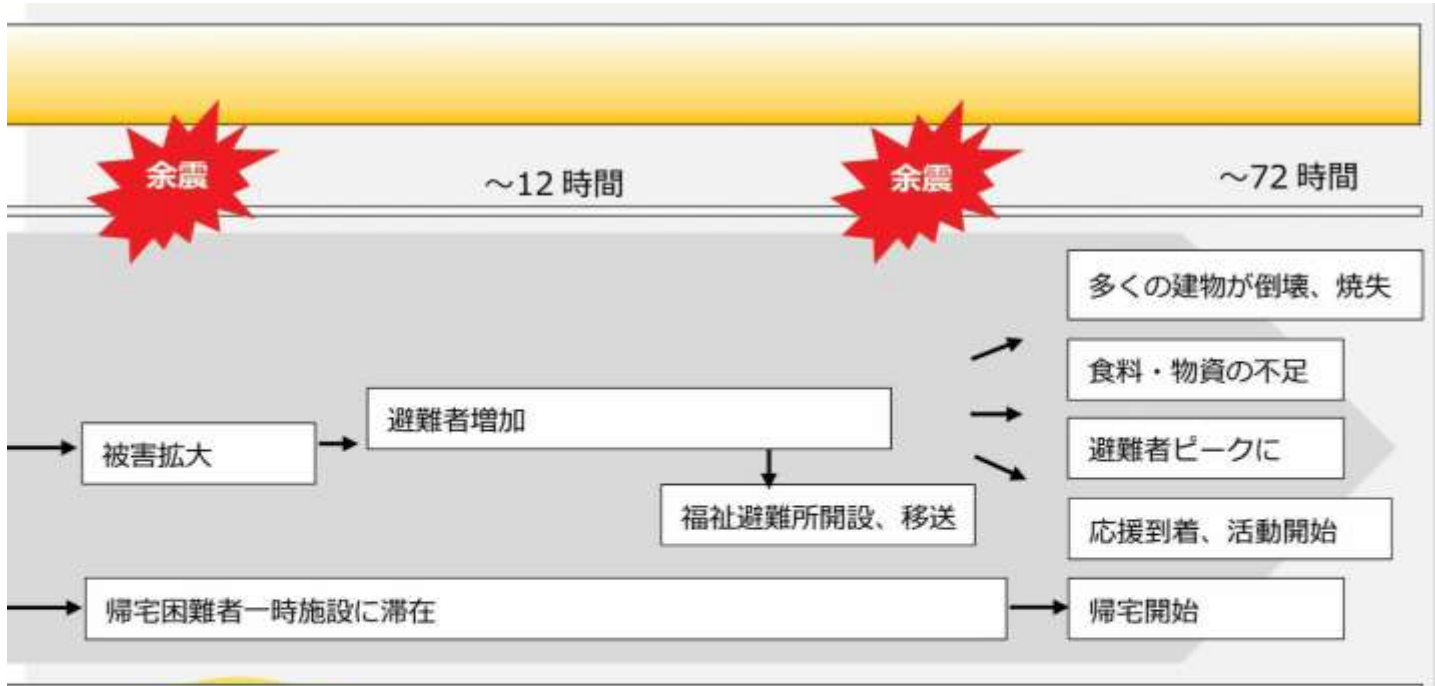 余震
～12 時間
余震
～72 時間
多くの建物が倒壊、焼失
食料・物資の不足
避難者増加
被害拡大
避難者ピークに
福祉避難所開設、移送
応援到着、活動開始
帰宅困難者一時施設に滞在
帰宅開始